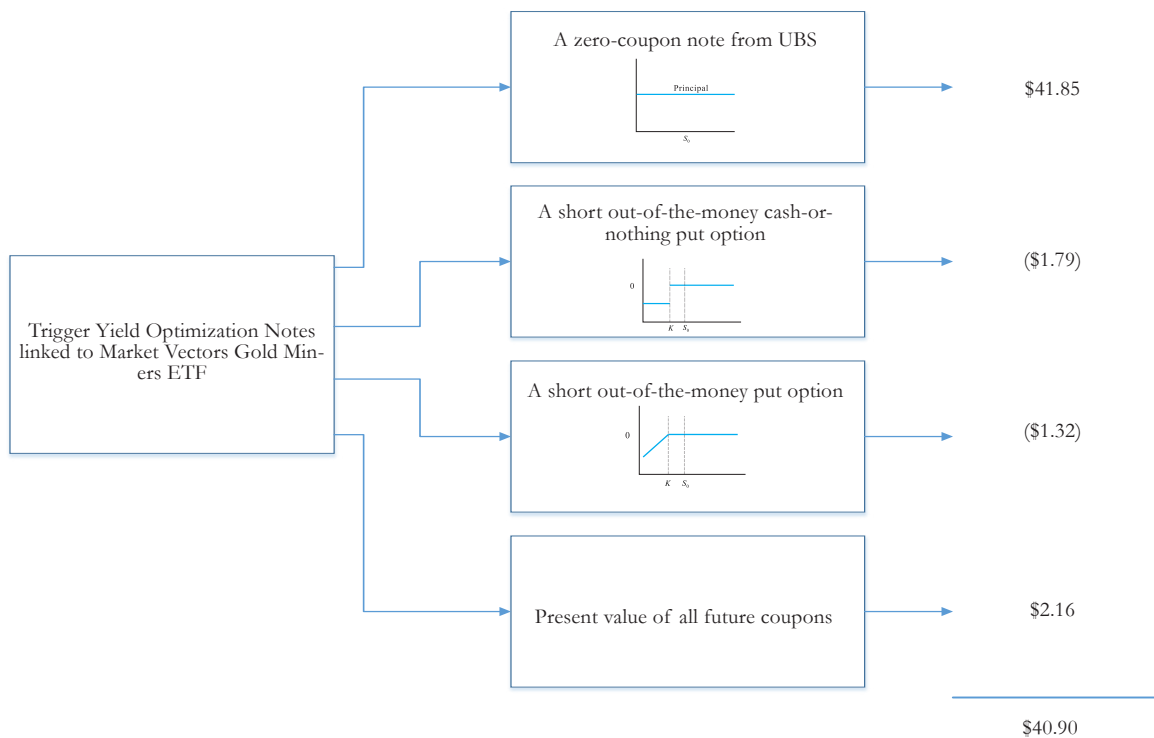 A zero-coupon note from UBS
Principal
S₀
$41.85
A short out-of-the-money cash-or-
nothing put option
0
K S₀
($1.79)
Trigger Yield Optimization Notes
linked to Market Vectors Gold Min-
ers ETF
A short out-of-the-money put option
0
K S₀
($1.32)
Present value of all future coupons
$2.16
$40.90